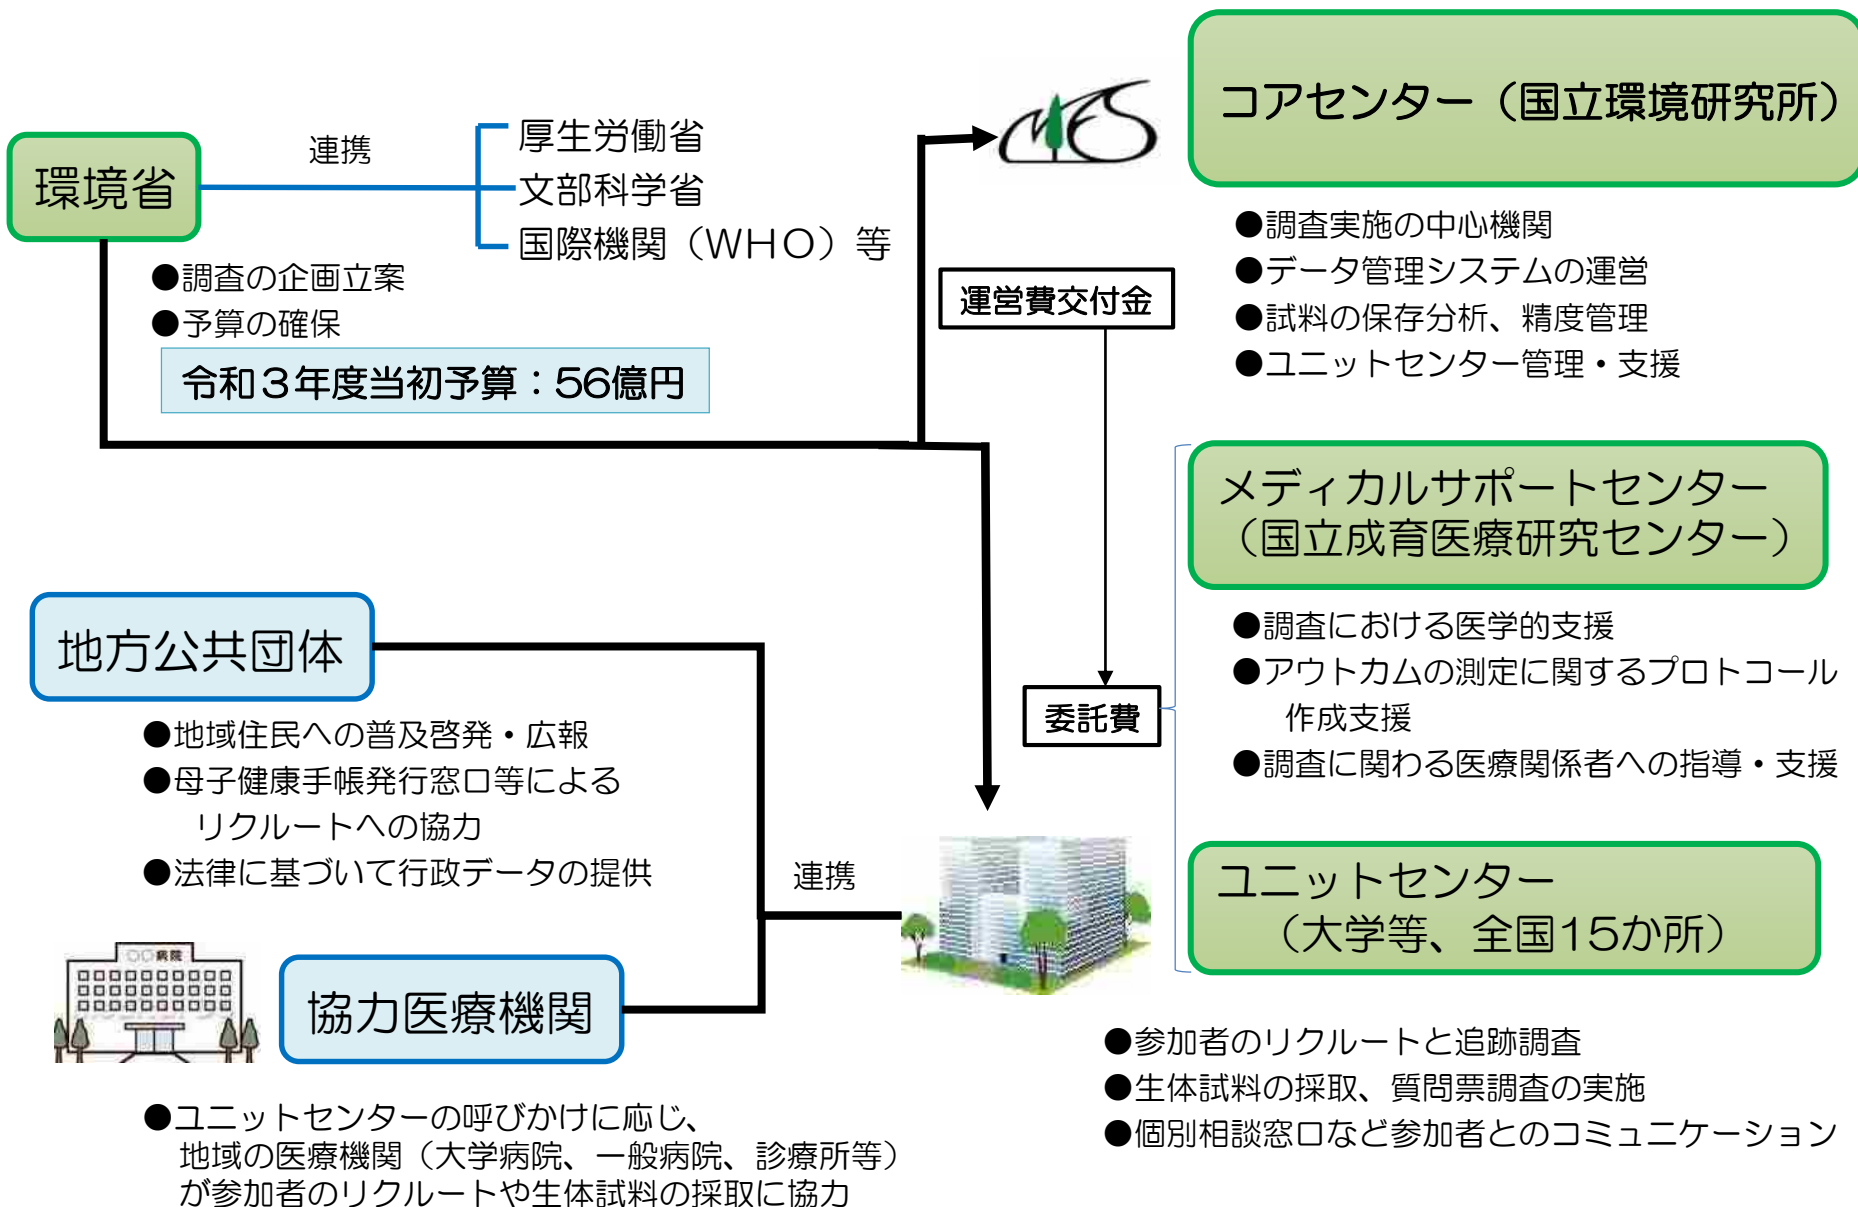 環境省
連携
厚生労働省
文部科学省
国際機関（WHO）等
●調査の企画立案
●予算の確保
令和３年度当初予算：56億円
コアセンター（国立環境研究所）
●調査実施の中心機関
●データ管理システムの運営
●試料の保存分析、精度管理
●ユニットセンター管理・支援
運営費交付金
委託費
メディカルサポートセンター
（国立成育医療研究センター）
●調査における医学的支援
●アウトカムの測定に関するプロトコール
作成支援
●調査に関わる医療関係者への指導・支援
地方公共団体
●地域住民への普及啓発・広報
●母子健康手帳発行窓口等による
リクルートへの協力
●法律に基づいて行政データの提供
連携
ユニットセンター
（大学等、全国15か所）
●参加者のリクルートと追跡調査
●生体試料の採取、質問票調査の実施
●個別相談窓口など参加者とのコミュニケーション
〇〇病院
協力医療機関
●ユニットセンターの呼びかけに応じ、
地域の医療機関（大学病院、一般病院、診療所等）
が参加者のリクルートや生体試料の採取に協力